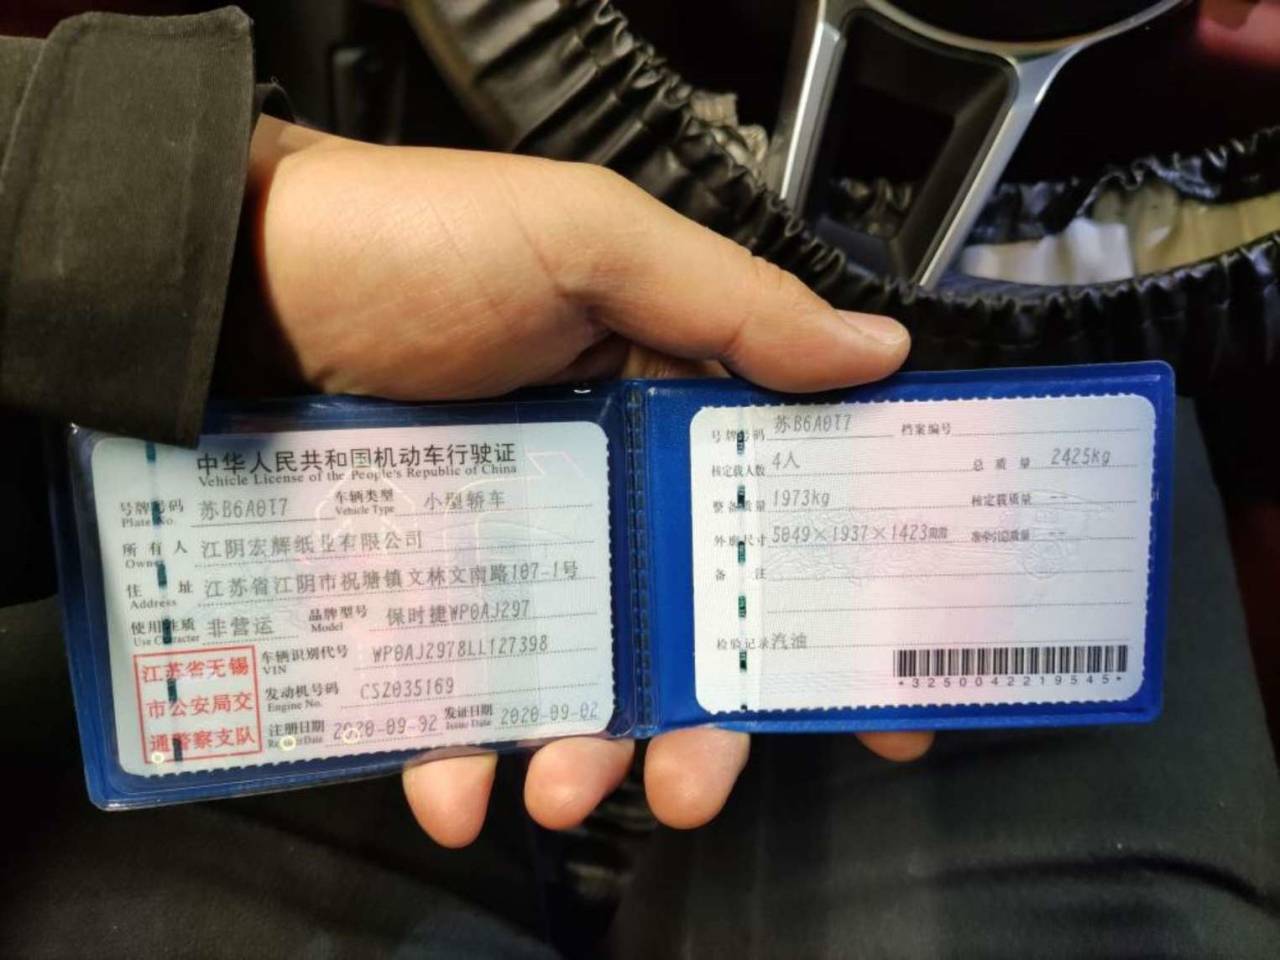 中华人民共和国机动车行驶证
Vehicle License of the People's Republic of China
号牌号码 苏B6A0T7 车辆类型 小型轿车
Plate No. Vehicle Type
所有人 江阴宏辉纸业有限公司
Owner
住址 江苏省江阴市祝塘镇文林文南路107-1号
Address
使用性质 非营运 品牌型号 保时捷WP0AJ297
Use Character Model
江苏省无锡
市公安局交
通警察支队
车辆识别代号 WP0AJ2978LL127398
VIN
发动机号码 CSZ035169
Engine No.
注册日期 2020-09-02 发证日期 2020-09-02
Register Date Issue Date
号牌号码 苏B6A0T7 档案编号
核定载人数 4人 总质量 2425kg
整备质量 1973kg 核定载质量 --
外廓尺寸 5049×1937×1423mm 准牵引总质量 --
备注
检验记录 汽油
*3250042219545*